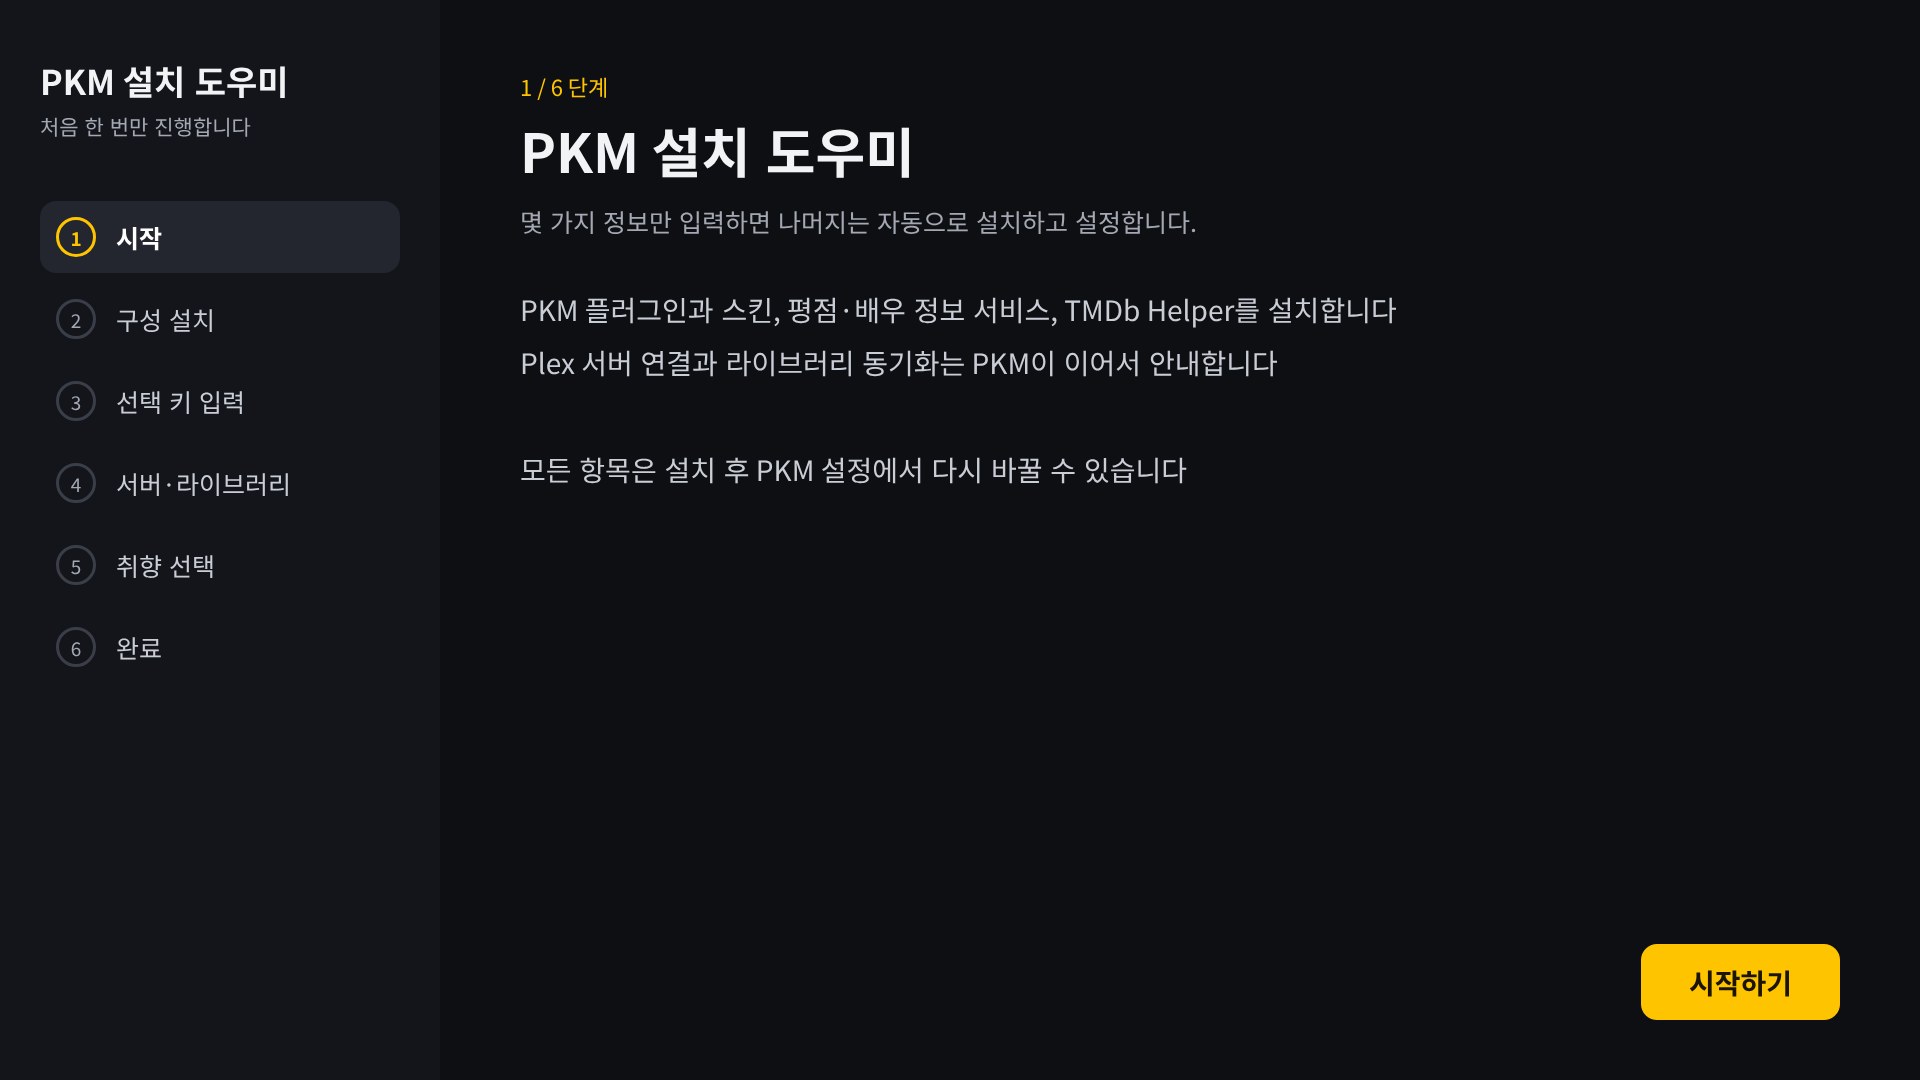 PKM 설치 도우미
처음 한 번만 진행합니다
1 시작
2 구성 설치
3 선택 키 입력
4 서버·라이브러리
5 취향 선택
6 완료
1 / 6 단계
PKM 설치 도우미
몇 가지 정보만 입력하면 나머지는 자동으로 설치하고 설정합니다.
PKM 플러그인과 스킨, 평점·배우 정보 서비스, TMDb Helper를 설치합니다
Plex 서버 연결과 라이브러리 동기화는 PKM이 이어서 안내합니다
모든 항목은 설치 후 PKM 설정에서 다시 바꿀 수 있습니다
시작하기